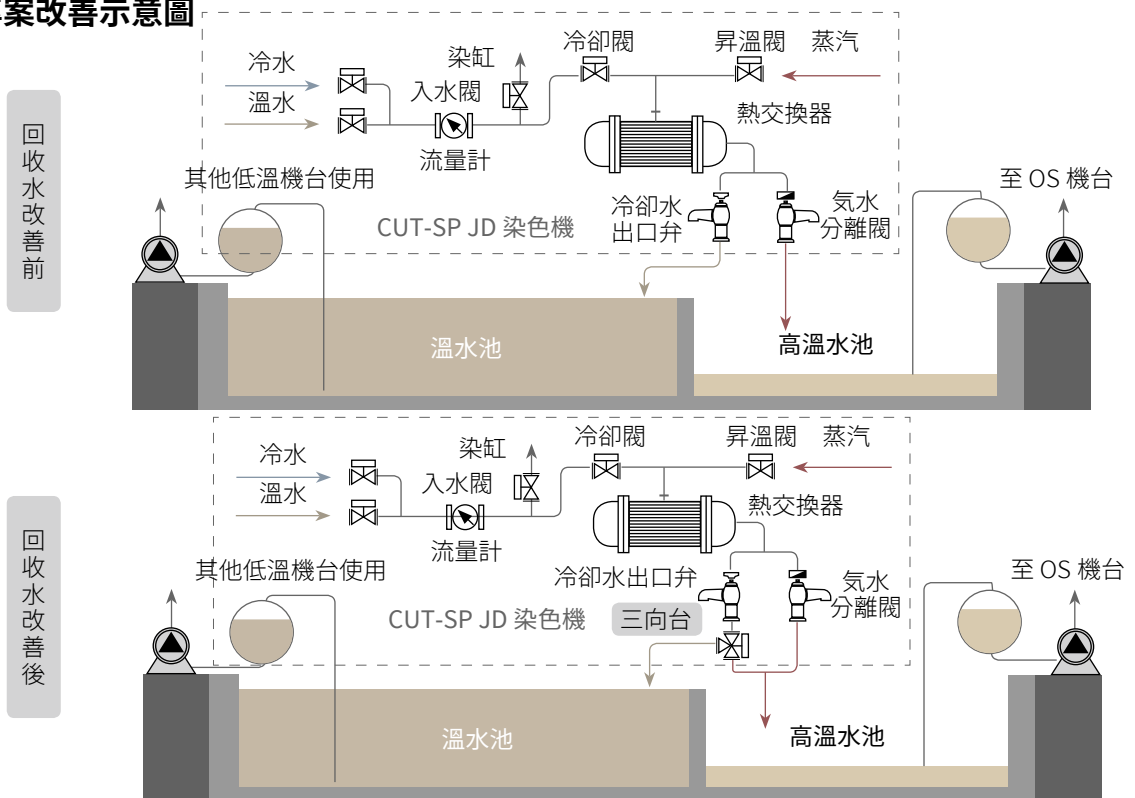 案改善示意圖
回收水改善前
冷水
溫水
染缸
入水閥
流量計
冷卻閥
昇溫閥
蒸汽
熱交換器
其他低溫機台使用
CUT-SP JD 染色機
冷卻水
出口弁
気水
分離閥
至 OS 機台
溫水池
高溫水池
回收水改善後
冷水
溫水
染缸
入水閥
流量計
冷卻閥
昇溫閥
蒸汽
熱交換器
其他低溫機台使用
CUT-SP JD 染色機
冷卻水出口弁
三向台
気水
分離閥
至 OS 機台
溫水池
高溫水池